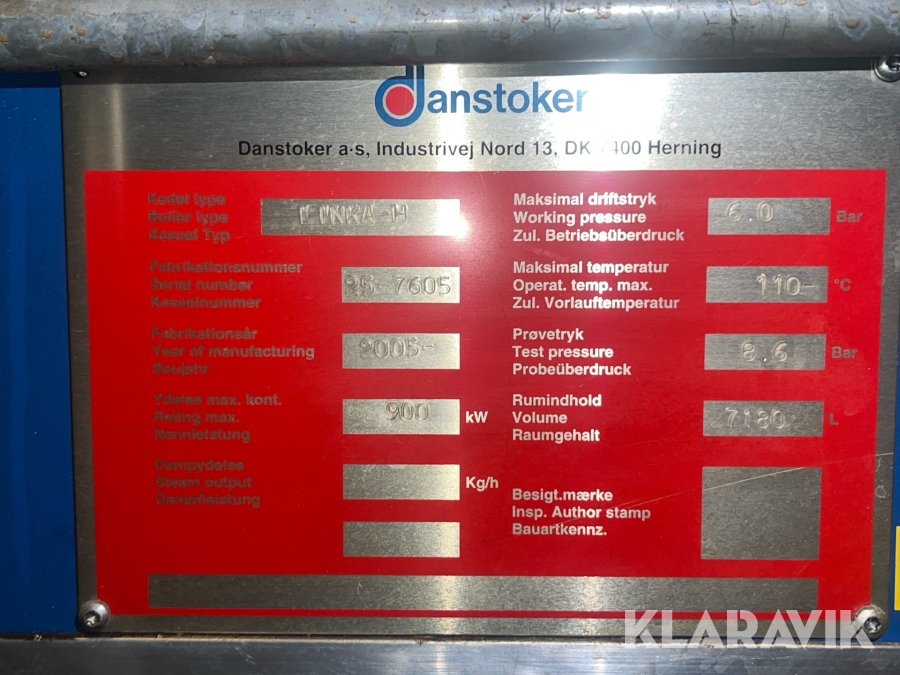 danstoker
Danstoker a·s, Industrivej Nord 13, DK 7400 Herning
Kedel type
Boiler type
Kessel Typ
LINKA-H
Maksimal driftstryk
Working pressure
Zul. Betriebsüberdruck
6.0 Bar
Fabrikationsnummer
Serial number
Kesselnummer
25 7605
Maksimal temperatur
Operat. temp. max.
Zul. Vorlauftemperatur
110- °C
Fabrikationsår
Year of manufacturing
Baujahr
2005-
Prøvetryk
Test pressure
Probeüberdruck
8.6 Bar
Ydelse max. kont.
Rating max.
Nennleistung
900 kW
Rumindhold
Volume
Raumgehalt
7180 L
Dampydelse
Steam output
Dampfleistung
Kg/h
Besigt.mærke
Insp. Author stamp
Bauartkennz.
KLARAVIK